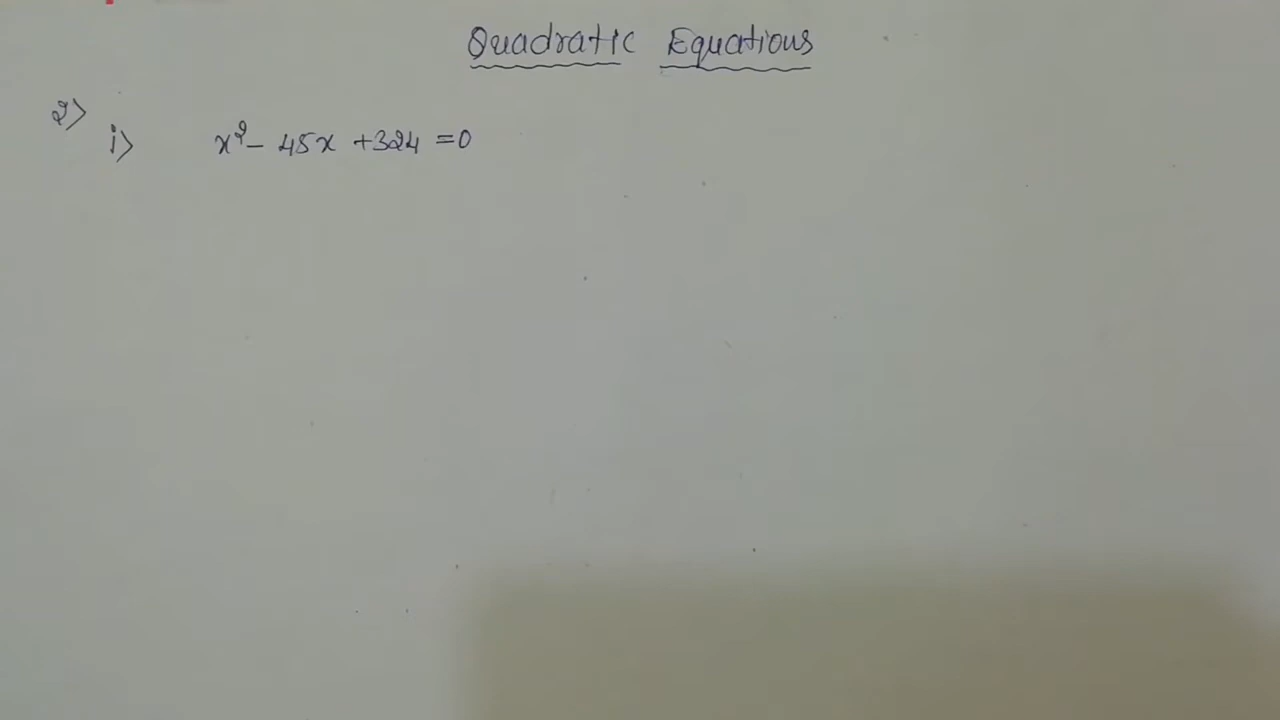 Quadratic Equations
2>
i> x² - 45x + 324 = 0